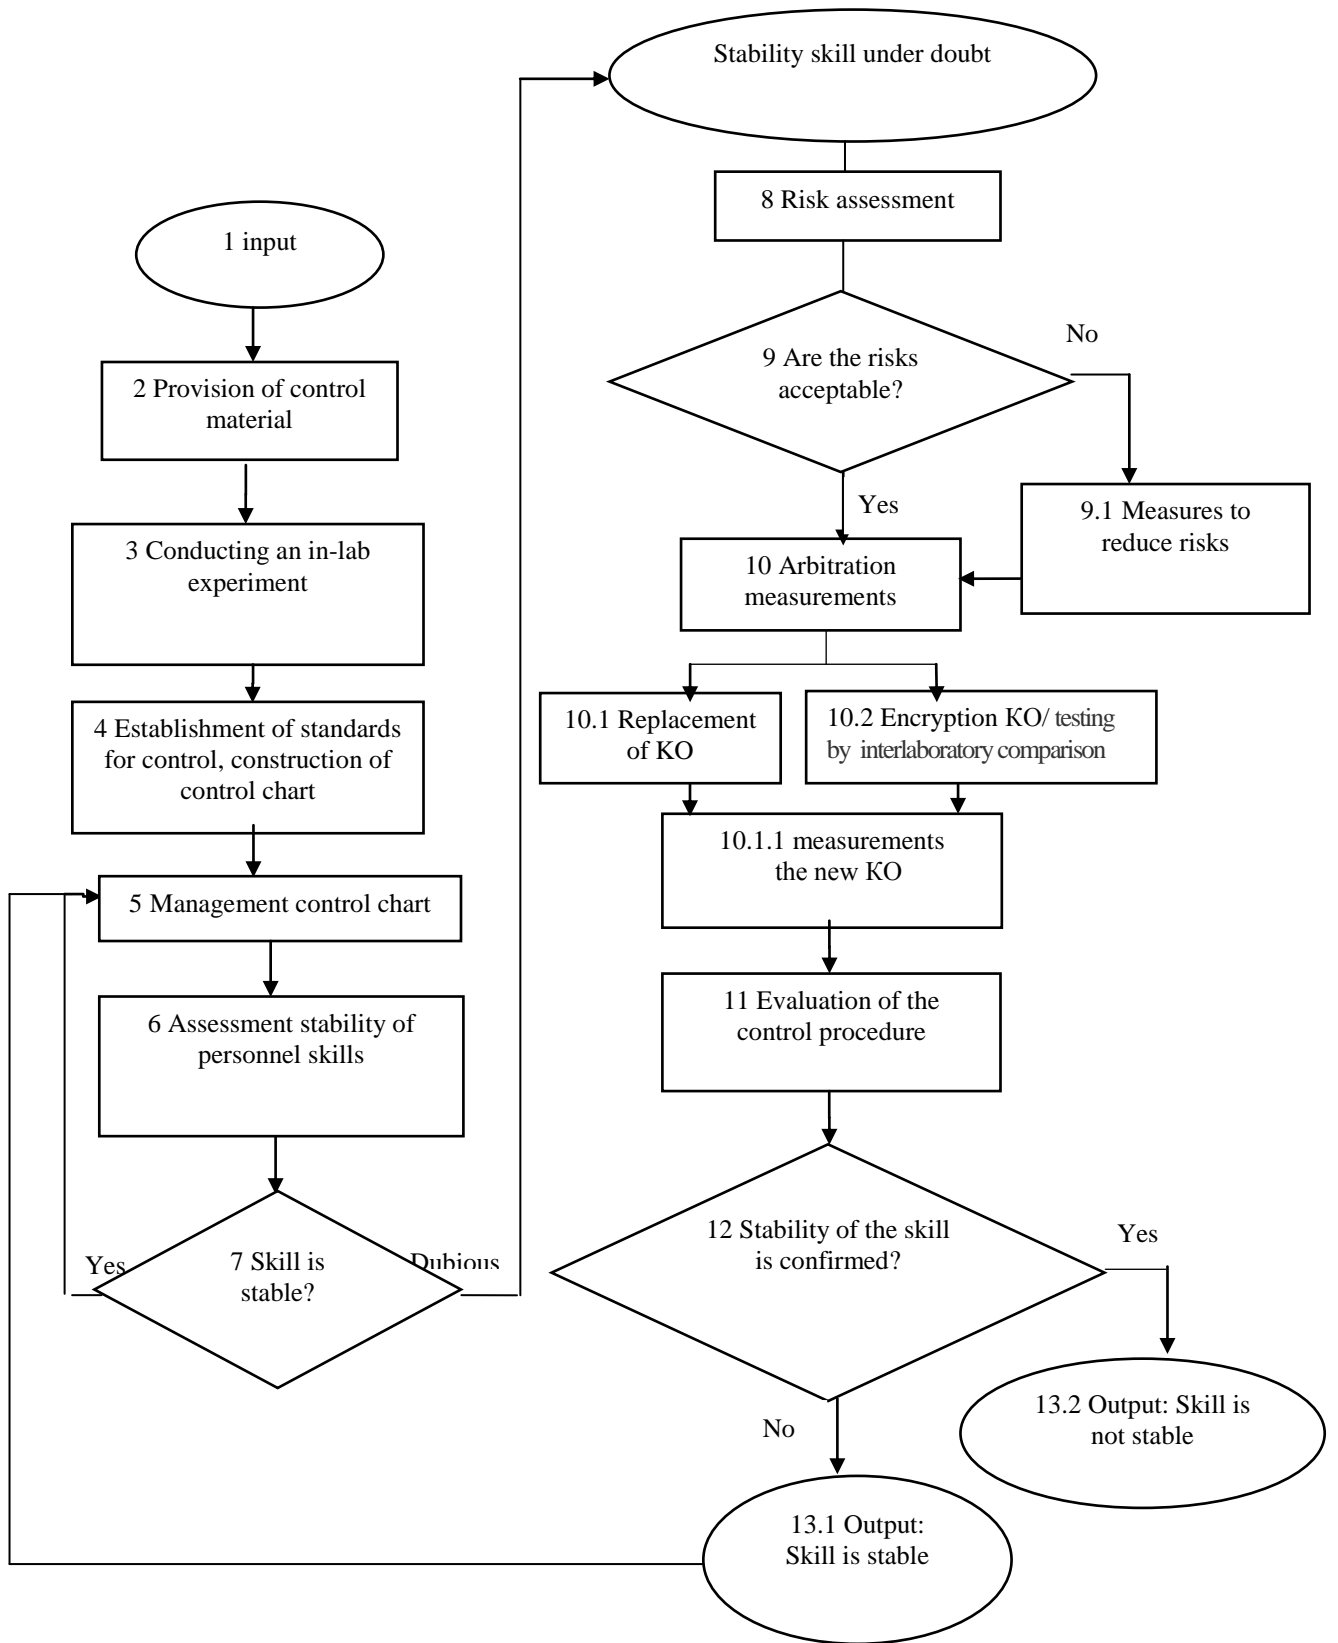 1 input
2 Provision of control
material
3 Conducting an in-lab
experiment
4 Establishment of standards
for control, construction of
control chart
5 Management control chart
6 Assessment stability of
personnel skills
7 Skill is
stable?
Yes
Dubious
Stability skill under doubt
8 Risk assessment
9 Are the risks
acceptable?
No
Yes
9.1 Measures to
reduce risks
10 Arbitration
measurements
10.1 Replacement
of KO
10.2 Encryption KO/ testing
by interlaboratory comparison
10.1.1 measurements
the new KO
11 Evaluation of the
control procedure
12 Stability of the skill
is confirmed?
Yes
No
13.2 Output: Skill is
not stable
13.1 Output:
Skill is stable